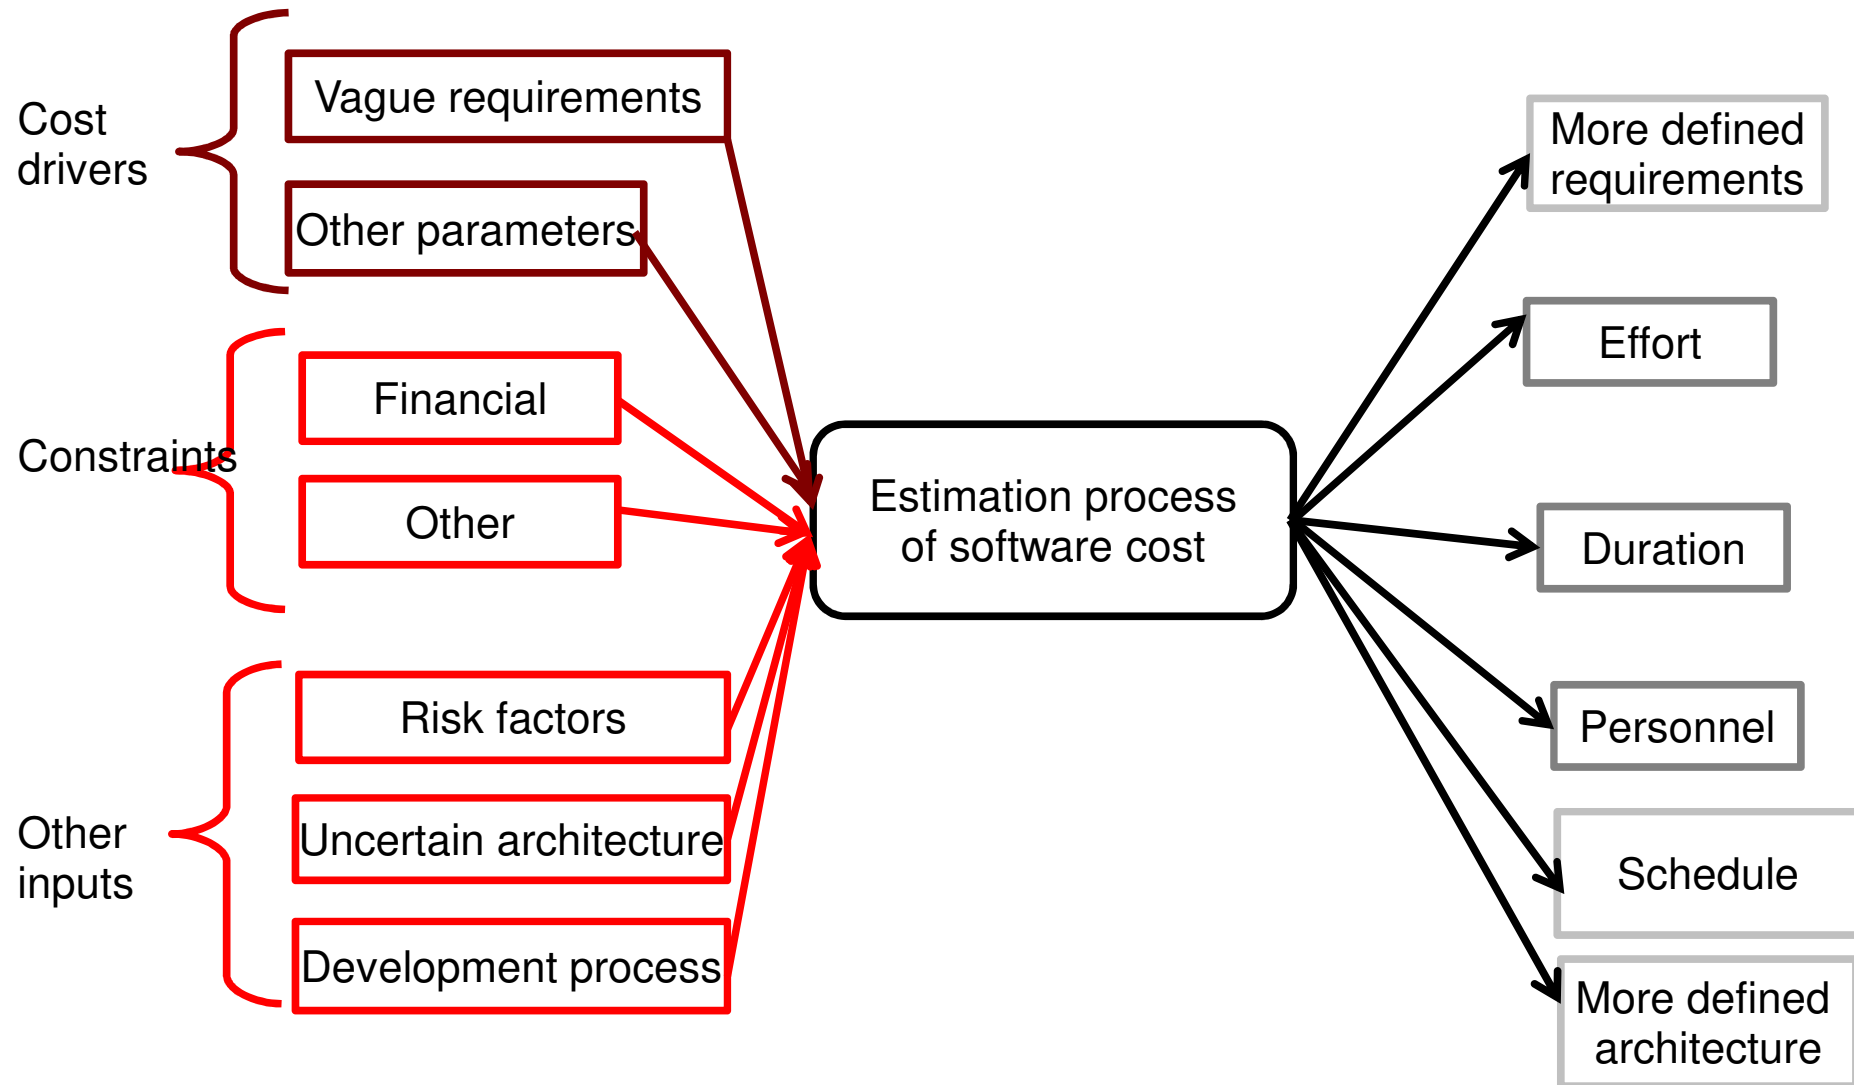 Cost
drivers
Vague requirements
Other parameters
Constraints
Financial
Other
Other
inputs
Risk factors
Uncertain architecture
Development process
Estimation process
of software cost
More defined
requirements
Effort
Duration
Personnel
Schedule
More defined
architecture